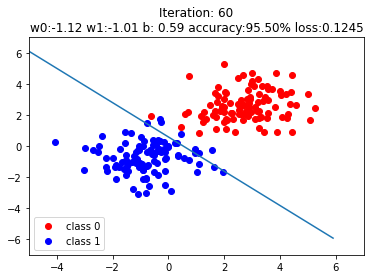 Iteration: 60
w0:-1.12 w1:-1.01 b: 0.59 accuracy:95.50% loss:0.1245
6
4
2
0
−2
−4
−6
class 0
class 1
−4 −2 0 2 4 6